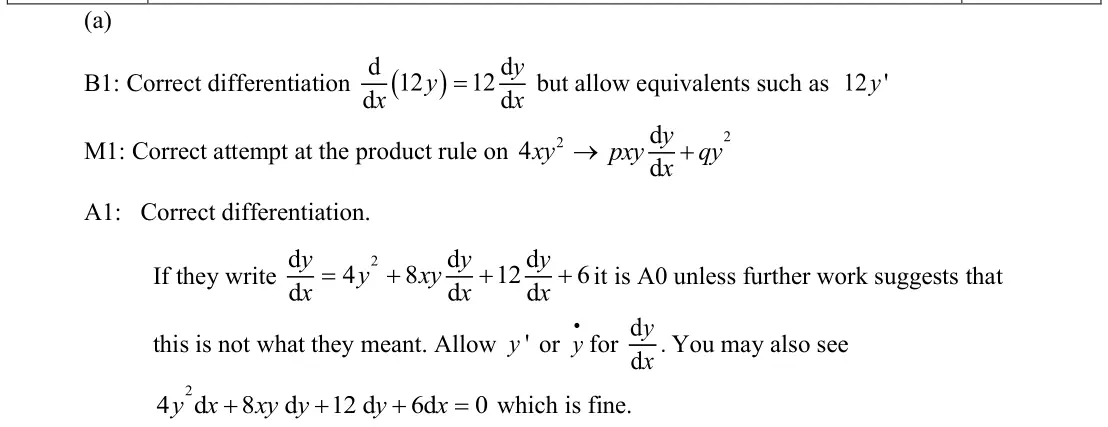 (a)
B1: Correct differentiation d/dx (12y) = 12 dy/dx but allow equivalents such as 12y'
M1: Correct attempt at the product rule on 4xy² → pxy dy/dx + qy²
A1: Correct differentiation.
If they write dy/dx = 4y² + 8xy dy/dx + 12 dy/dx + 6 it is A0 unless further work suggests that
this is not what they meant. Allow y' or ẏ for dy/dx. You may also see
4y²dx + 8xy dy + 12 dy + 6dx = 0 which is fine.